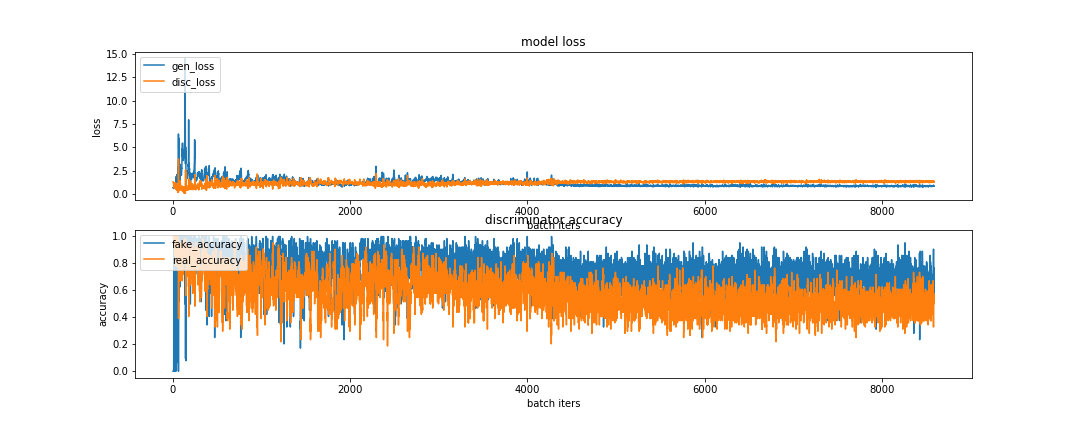 model loss
15.0
12.5
10.0
7.5
5.0
2.5
0.0
loss
gen_loss
disc_loss
0 2000 4000 6000 8000
batch iters
discriminator accuracy
1.0
0.8
0.6
0.4
0.2
0.0
accuracy
fake_accuracy
real_accuracy
0 2000 4000 6000 8000
batch iters